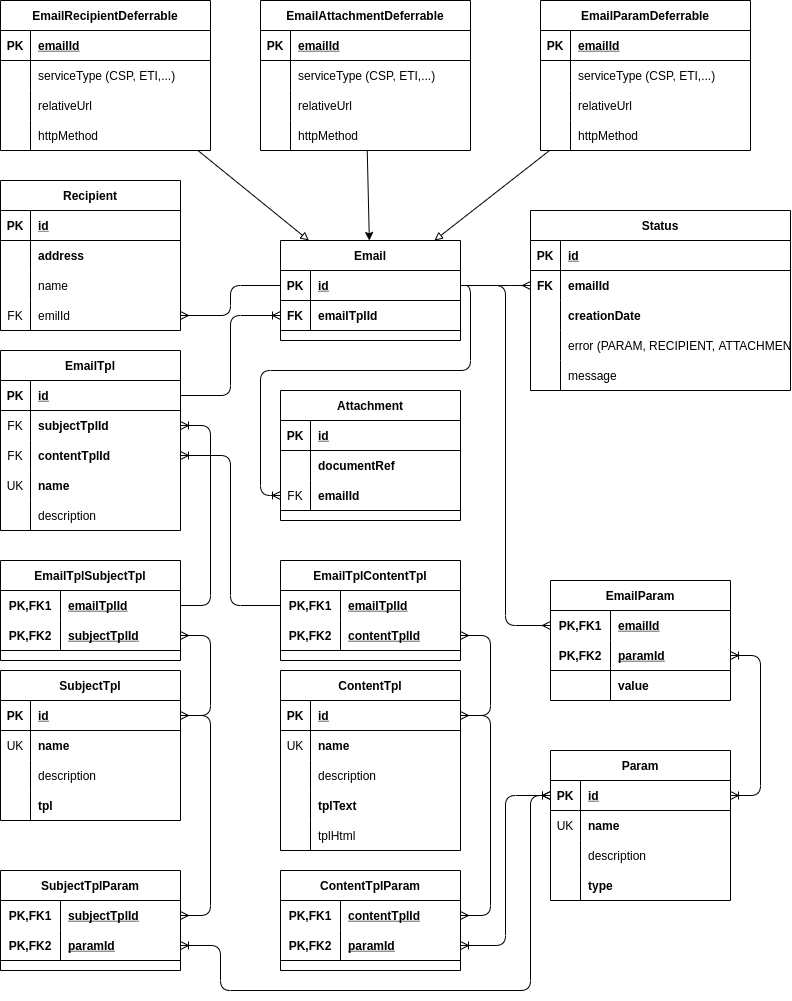 EmailRecipientDeferrable
PK emailId
serviceType (CSP, ETI,...)
relativeUrl
httpMethod
EmailAttachmentDeferrable
PK emailId
serviceType (CSP, ETI,...)
relativeUrl
httpMethod
EmailParamDeferrable
PK emailId
serviceType (CSP, ETI,...)
relativeUrl
httpMethod
Recipient
PK id
address
name
FK emilId
Email
PK id
FK emailTplId
Status
PK id
FK emailId
creationDate
error (PARAM, RECIPIENT, ATTACHMEN
message
EmailTpl
PK id
FK subjectTplId
FK contentTplId
UK name
description
Attachment
PK id
documentRef
FK emailId
EmailTplSubjectTpl
PK,FK1 emailTplId
PK,FK2 subjectTplId
EmailTplContentTpl
PK,FK1 emailTplId
PK,FK2 contentTplId
EmailParam
PK,FK1 emailId
PK,FK2 paramId
value
SubjectTpl
PK id
UK name
description
tpl
ContentTpl
PK id
UK name
description
tplText
tplHtml
Param
PK id
UK name
description
type
SubjectTplParam
PK,FK1 subjectTplId
PK,FK2 paramId
ContentTplParam
PK,FK1 contentTplId
PK,FK2 paramId